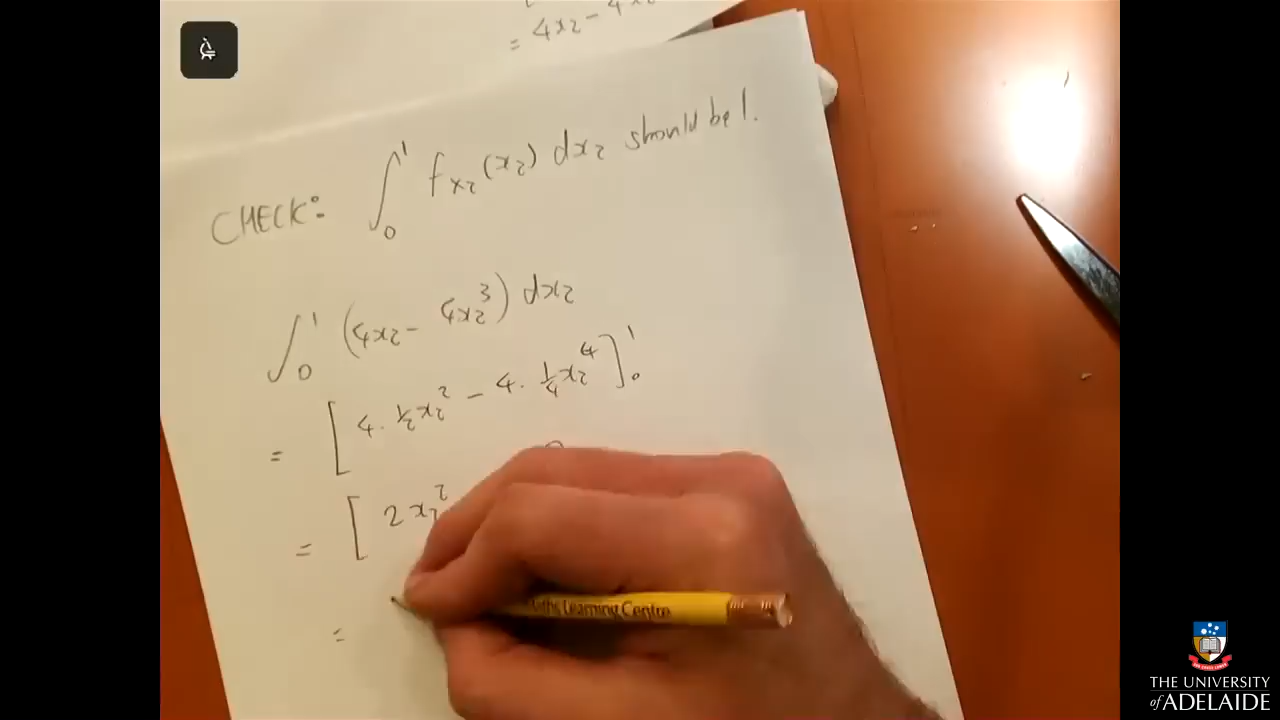 = 4x₂ - 4x₂
CHECK: ∫₀¹ f_{X₂}(x₂) dx₂ should be 1.
∫₀¹ (4x₂ - 4x₂³) dx₂
= [4 · ½x₂² - 4 · ¼x₂⁴]₀¹
= [2x₂²
=
Maths Learning Centre
THE UNIVERSITY
of ADELAIDE